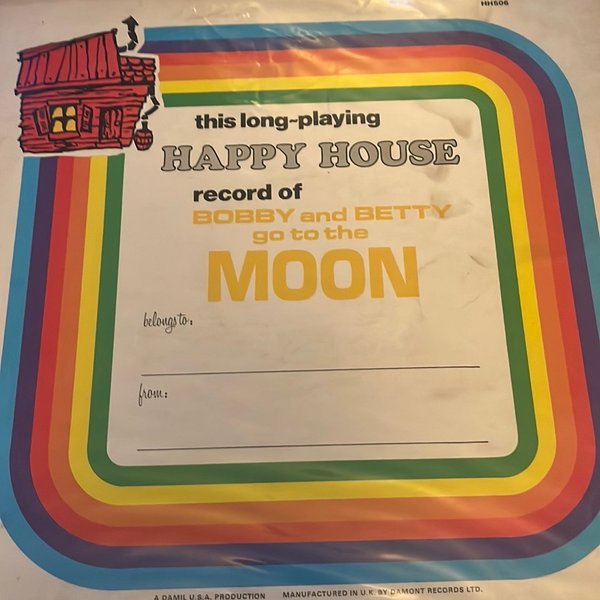 HH506
this long-playing
HAPPY HOUSE
record of
BOBBY and BETTY
go to the
MOON
belongs to:
from:
A DAMIL U.S.A. PRODUCTION MANUFACTURED IN U.K. BY DAMONT RECORDS LTD.